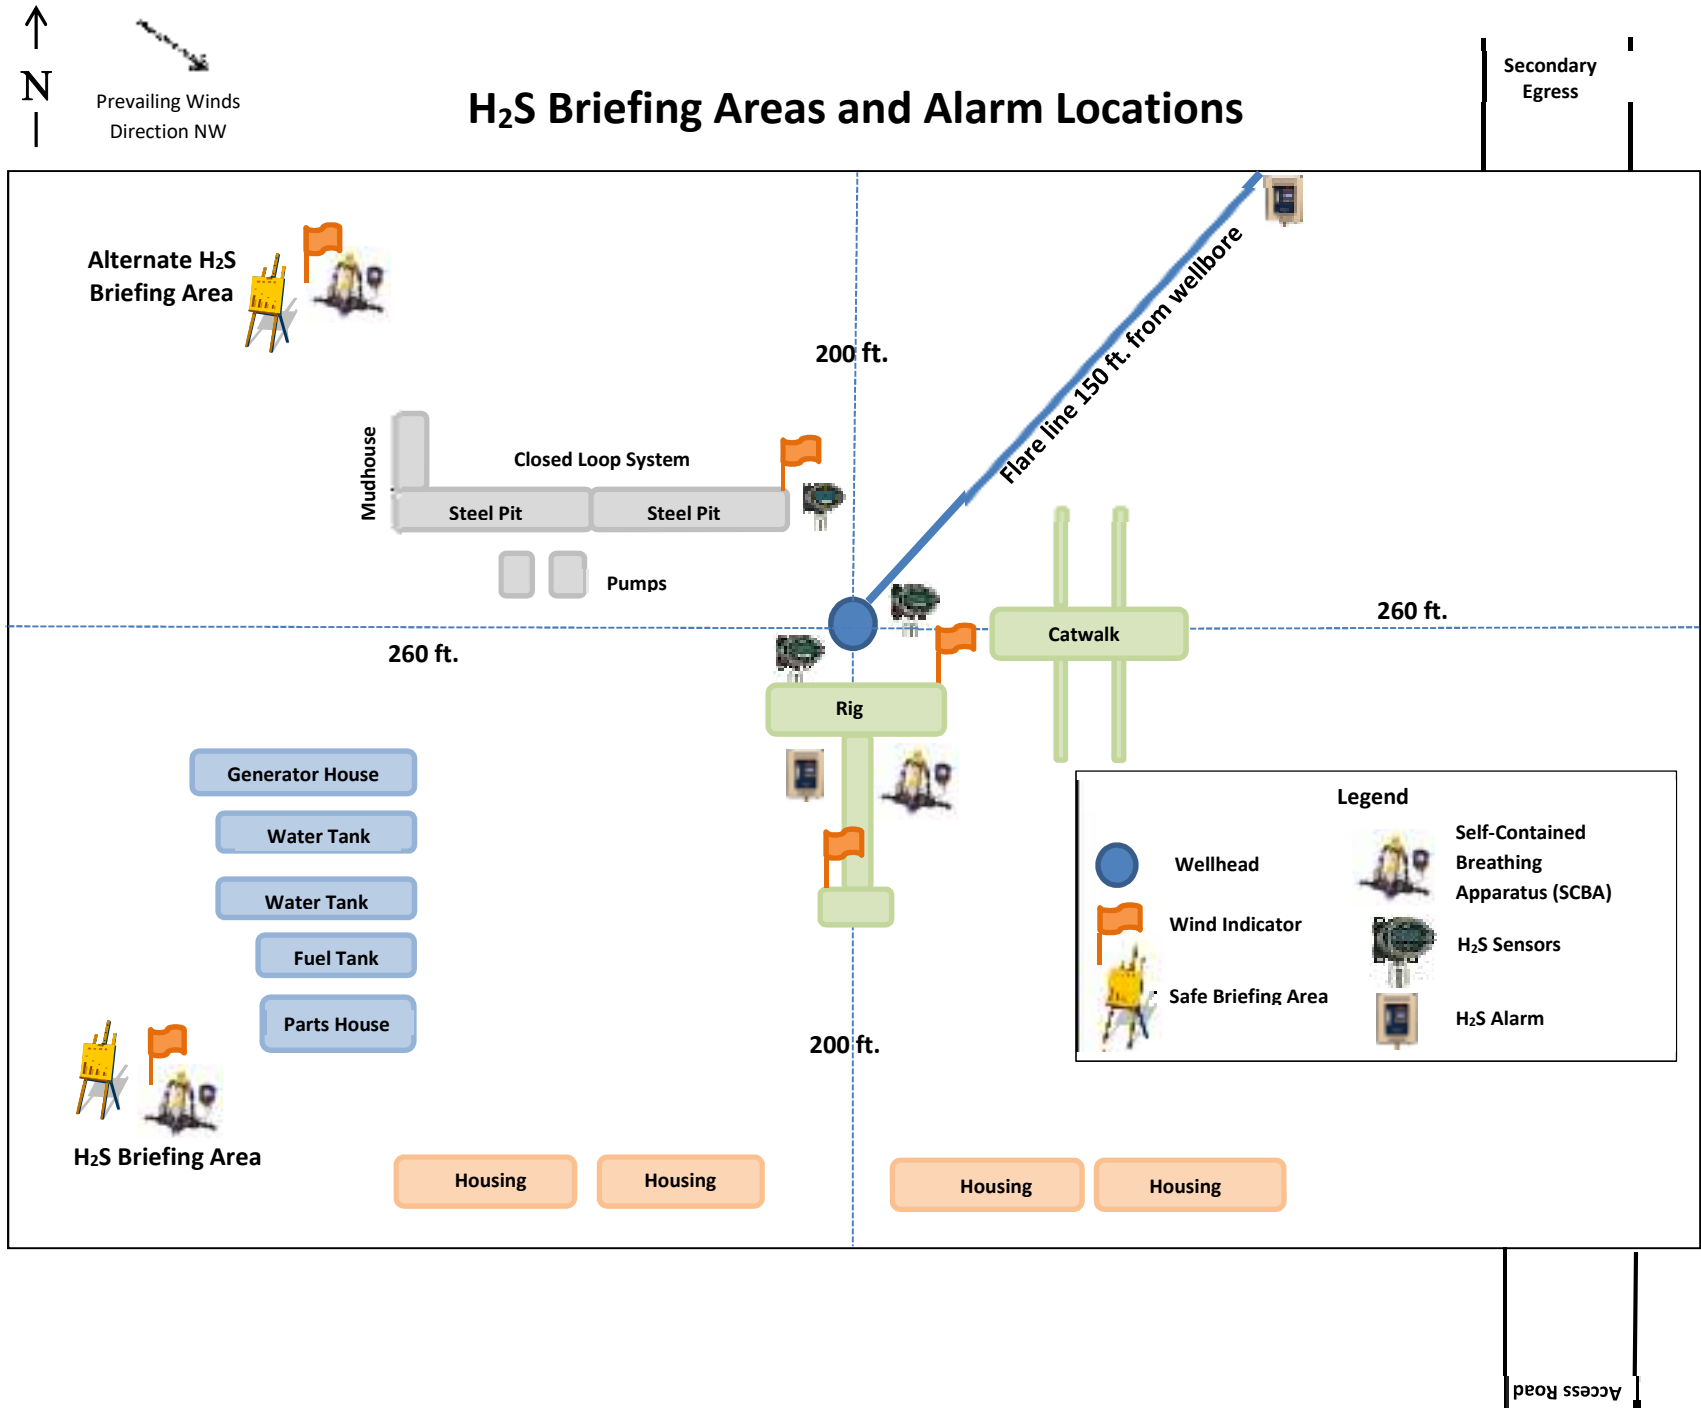 N
Prevailing Winds
Direction NW
H₂S Briefing Areas and Alarm Locations
Secondary
Egress
Alternate H₂S
Briefing Area
200 ft.
Flare line 150 ft. from wellbore
Mudhouse
Closed Loop System
Steel Pit
Steel Pit
Pumps
260 ft.
260 ft.
Catwalk
Rig
Generator House
Water Tank
Water Tank
Fuel Tank
Parts House
Legend
Wellhead
Wind Indicator
Safe Briefing Area
Self-Contained
Breathing
Apparatus (SCBA)
H₂S Sensors
H₂S Alarm
200 ft.
H₂S Briefing Area
Housing
Housing
Housing
Housing
Access Road